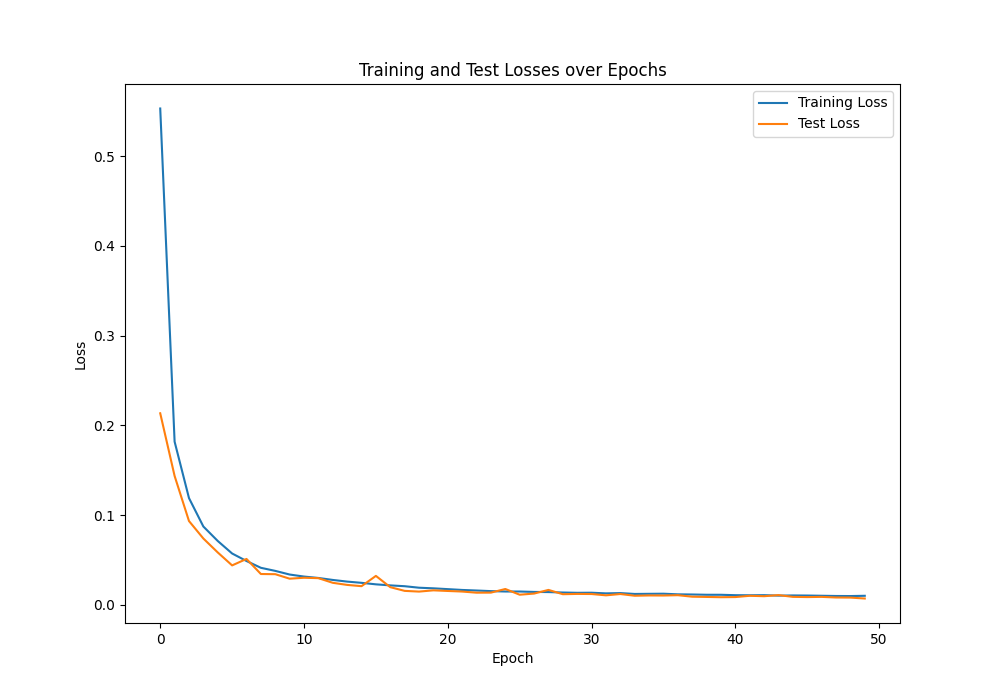 Training and Test Losses over Epochs
Training Loss
Test Loss
0.5
0.4
0.3
0.2
0.1
0.0
Loss
0 10 20 30 40 50
Epoch